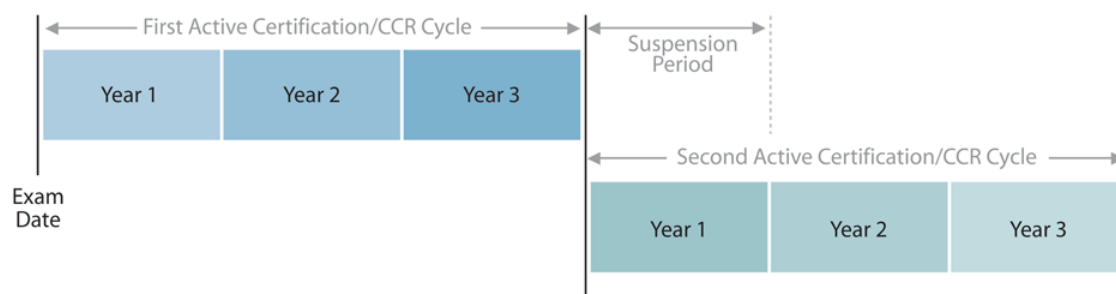 First Active Certification/CCR Cycle
Suspension
Period
Year 1
Year 2
Year 3
Second Active Certification/CCR Cycle
Exam
Date
Year 1
Year 2
Year 3